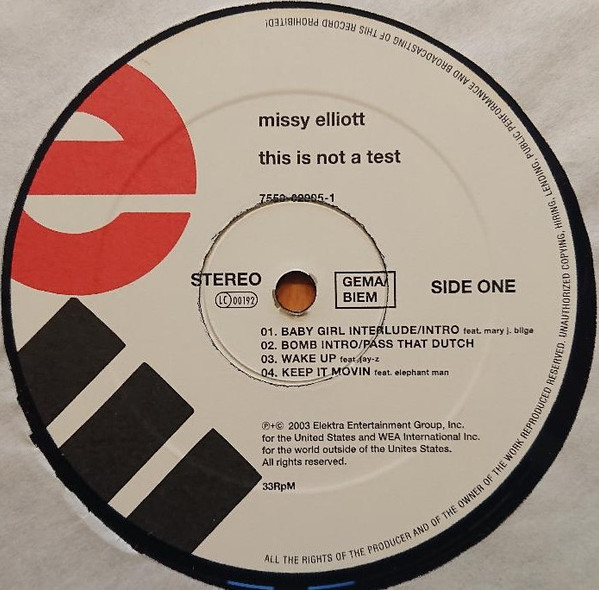 missy elliott
this is not a test
7559-62905-1
STEREO
LC 00192
GEMA/
BIEM
SIDE ONE
01. BABY GIRL INTERLUDE/INTRO feat. mary j. bilge
02. BOMB INTRO/PASS THAT DUTCH
03. WAKE UP feat. jay-z
04. KEEP IT MOVIN feat. elephant man
℗+© 2003 Elektra Entertainment Group, Inc.
for the United States and WEA International Inc.
for the world outside of the Unites States.
All rights reserved.
33RpM
ALL THE RIGHTS OF THE PRODUCER AND OF THE OWNER OF THE WORK REPRODUCED RESERVED. UNAUTHORIZED COPYING, HIRING, LENDING, PUBLIC PERFORMANCE AND BROADCASTING OF THIS RECORD PROHIBITED!